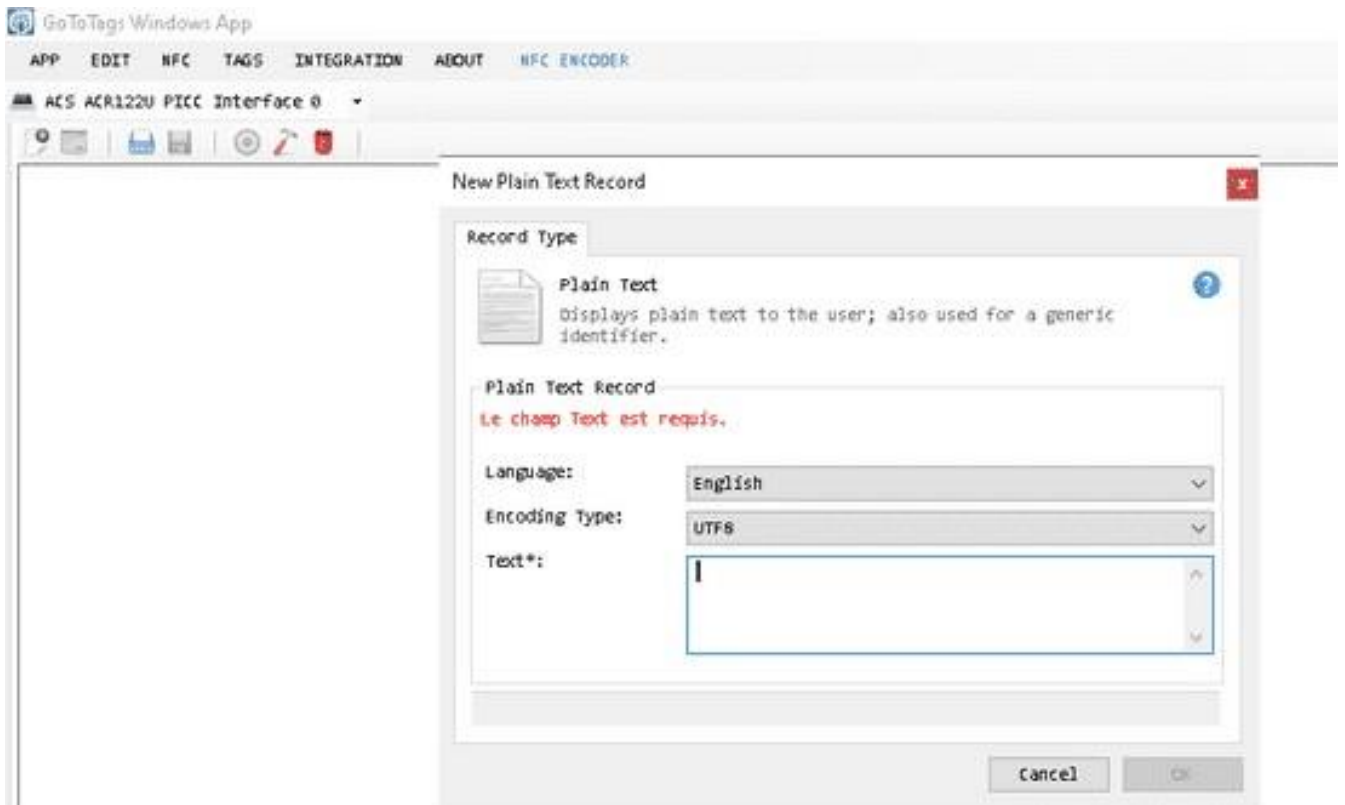 GoToTags Windows App
APP EDIT NFC TAGS INTEGRATION ABOUT NFC ENCODER
ACS ACR122U PICC Interface 0
New Plain Text Record
x
Record Type
Plain Text
?
Displays plain text to the user; also used for a generic
identifier.
Plain Text Record
Le champ Text est requis.
Language:
English
Encoding Type:
UTF8
Text*:
Cancel OK